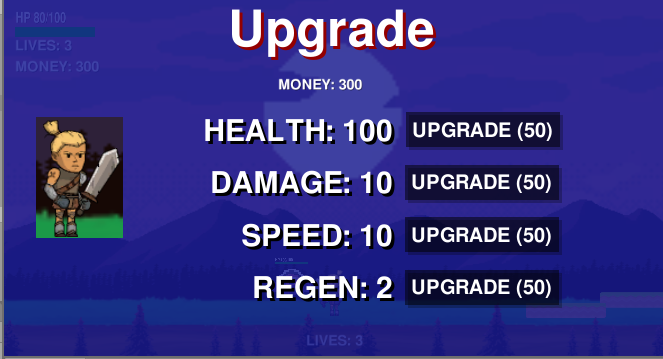 HP 80/100
LIVES: 3
MONEY: 300
Upgrade
MONEY: 300
HEALTH: 100 UPGRADE (50)
DAMAGE: 10 UPGRADE (50)
SPEED: 10 UPGRADE (50)
REGEN: 2 UPGRADE (50)
LIVES: 3